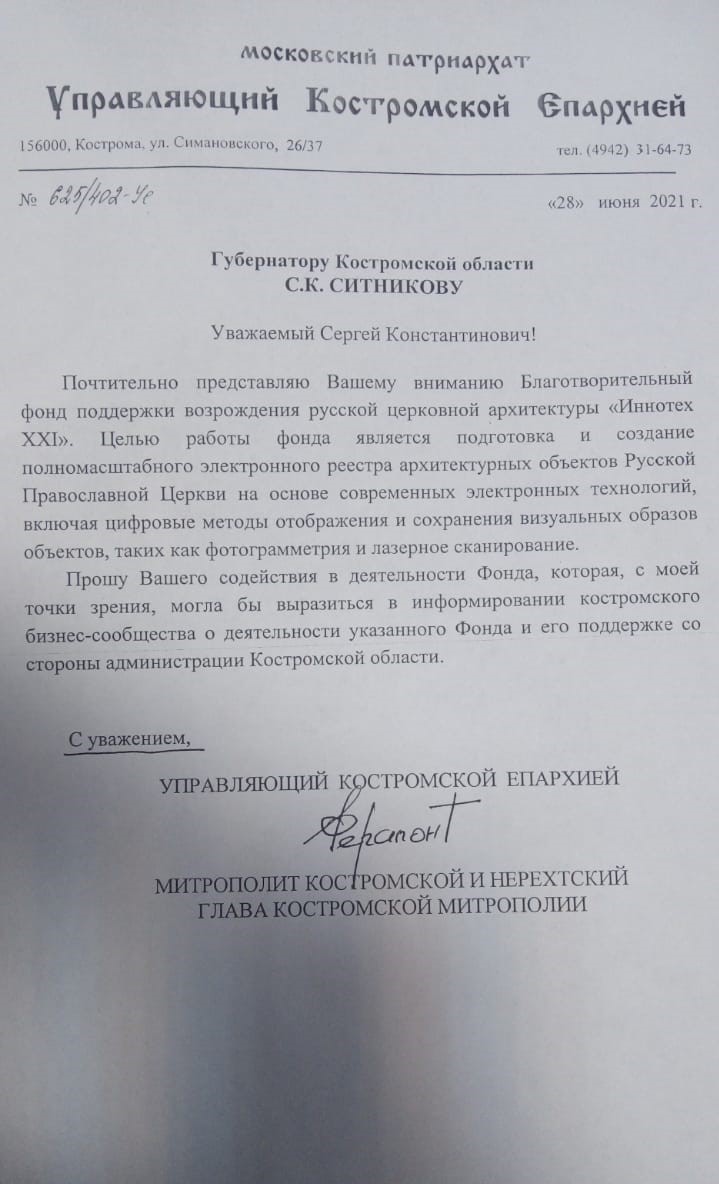 МОСКОВСКИЙ ПАТРИАРХАТ
Управляющий Костромской Епархией
156000, Кострома, ул. Симановского, 26/37 тел. (4942) 31-64-73
№ 625/402-Уе «28» июня 2021 г.
Губернатору Костромской области
С.К. СИТНИКОВУ
Уважаемый Сергей Константинович!
Почтительно представляю Вашему вниманию Благотворительный
фонд поддержки возрождения русской церковной архитектуры «Иннотех
XXI». Целью работы фонда является подготовка и создание
полномасштабного электронного реестра архитектурных объектов Русской
Православной Церкви на основе современных электронных технологий,
включая цифровые методы отображения и сохранения визуальных образов
объектов, таких как фотограмметрия и лазерное сканирование.
Прошу Вашего содействия в деятельности Фонда, которая, с моей
точки зрения, могла бы выразиться в информировании костромского
бизнес-сообщества о деятельности указанного Фонда и его поддержке со
стороны администрации Костромской области.
С уважением,
УПРАВЛЯЮЩИЙ КОСТРОМСКОЙ ЕПАРХИЕЙ
Ферапонт
МИТРОПОЛИТ КОСТРОМСКОЙ И НЕРЕХТСКИЙ
ГЛАВА КОСТРОМСКОЙ МИТРОПОЛИИ